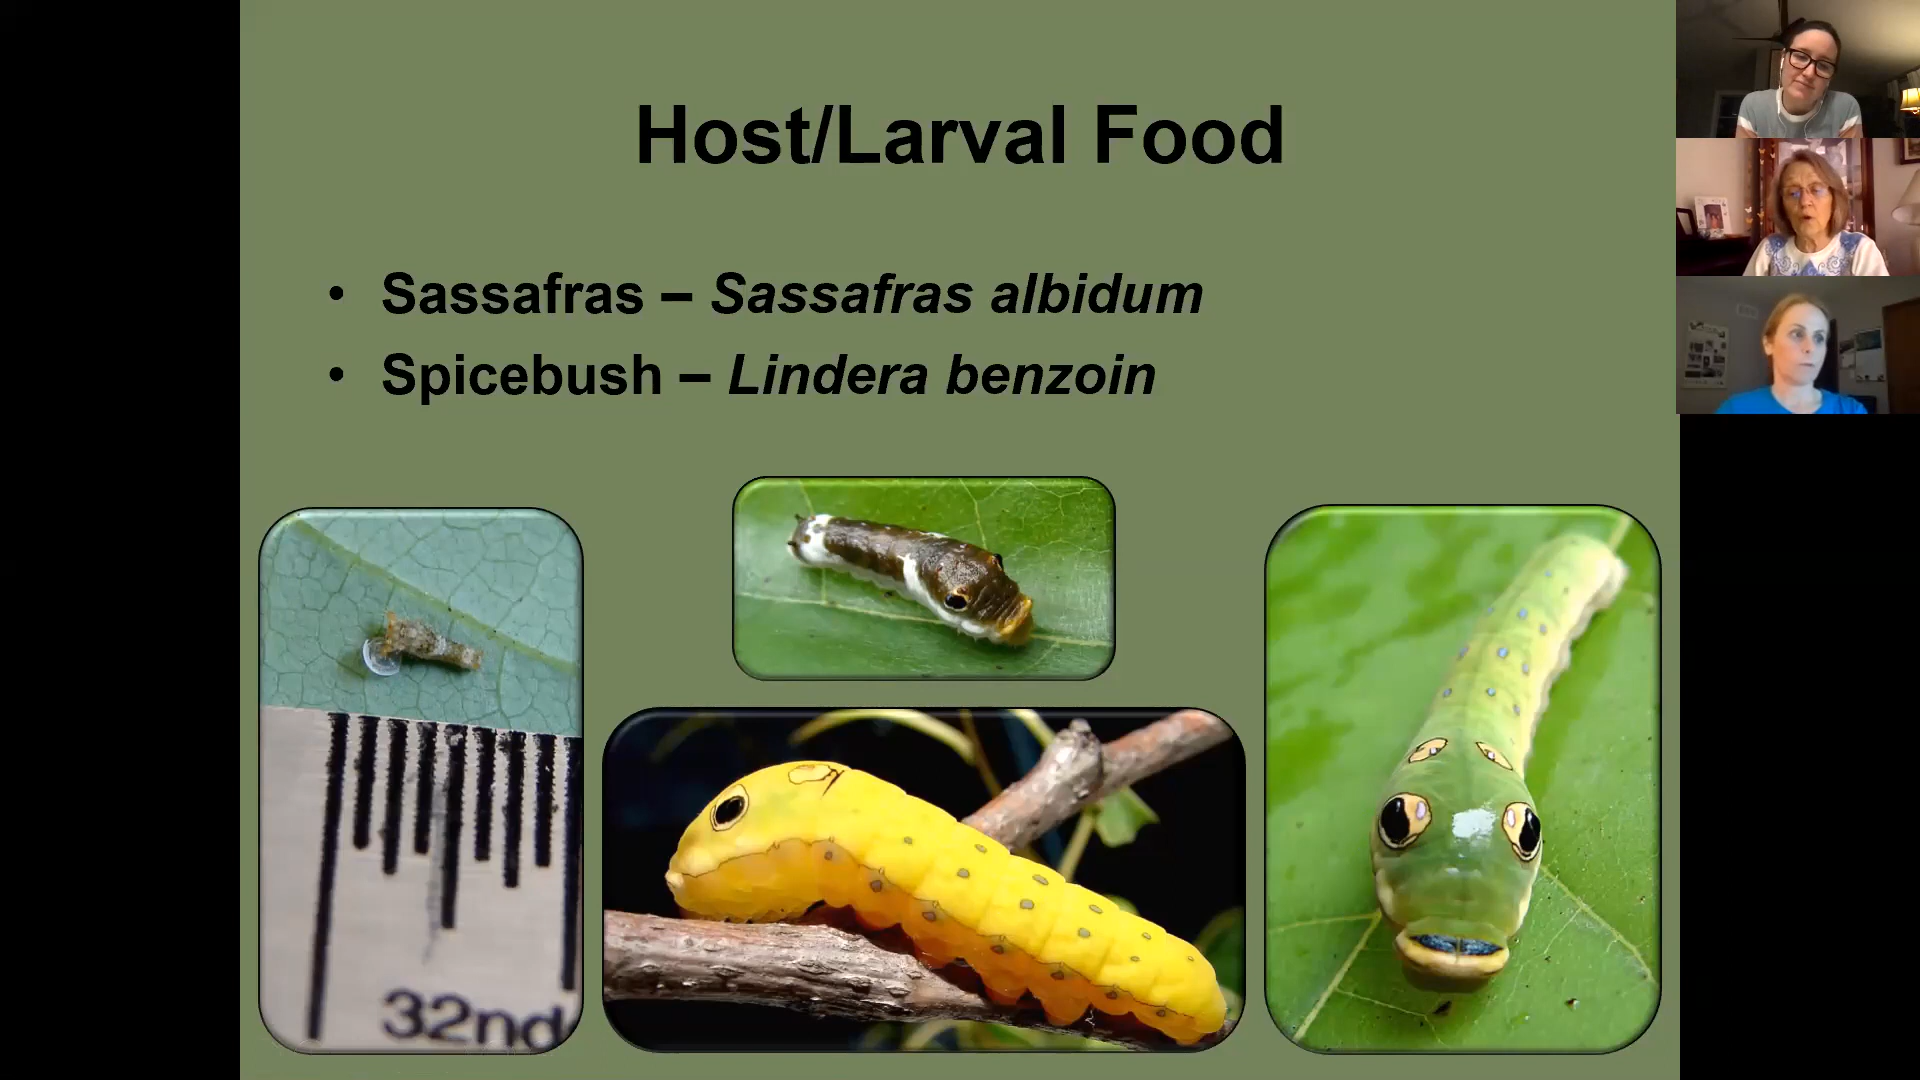 Host/Larval Food
• Sassafras – Sassafras albidum
• Spicebush – Lindera benzoin
32nd